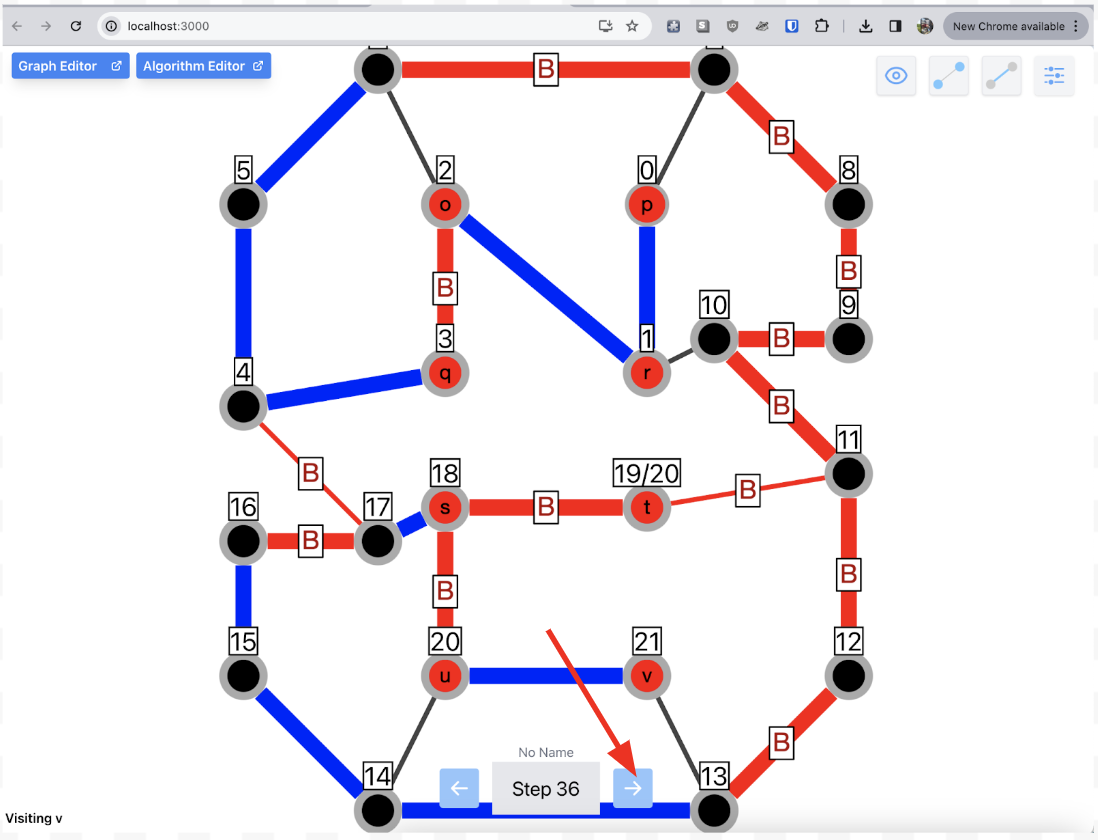 localhost:3000
New Chrome available
Graph Editor
Algorithm Editor
B
B
5
2
0
8
o
p
B
B
10
9
3
1
B
4
q
r
B
11
B
18
19/20
B
16
17
s
B
t
B
B
B
15
20
21
12
u
v
No Name
B
14
Step 36
13
Visiting v